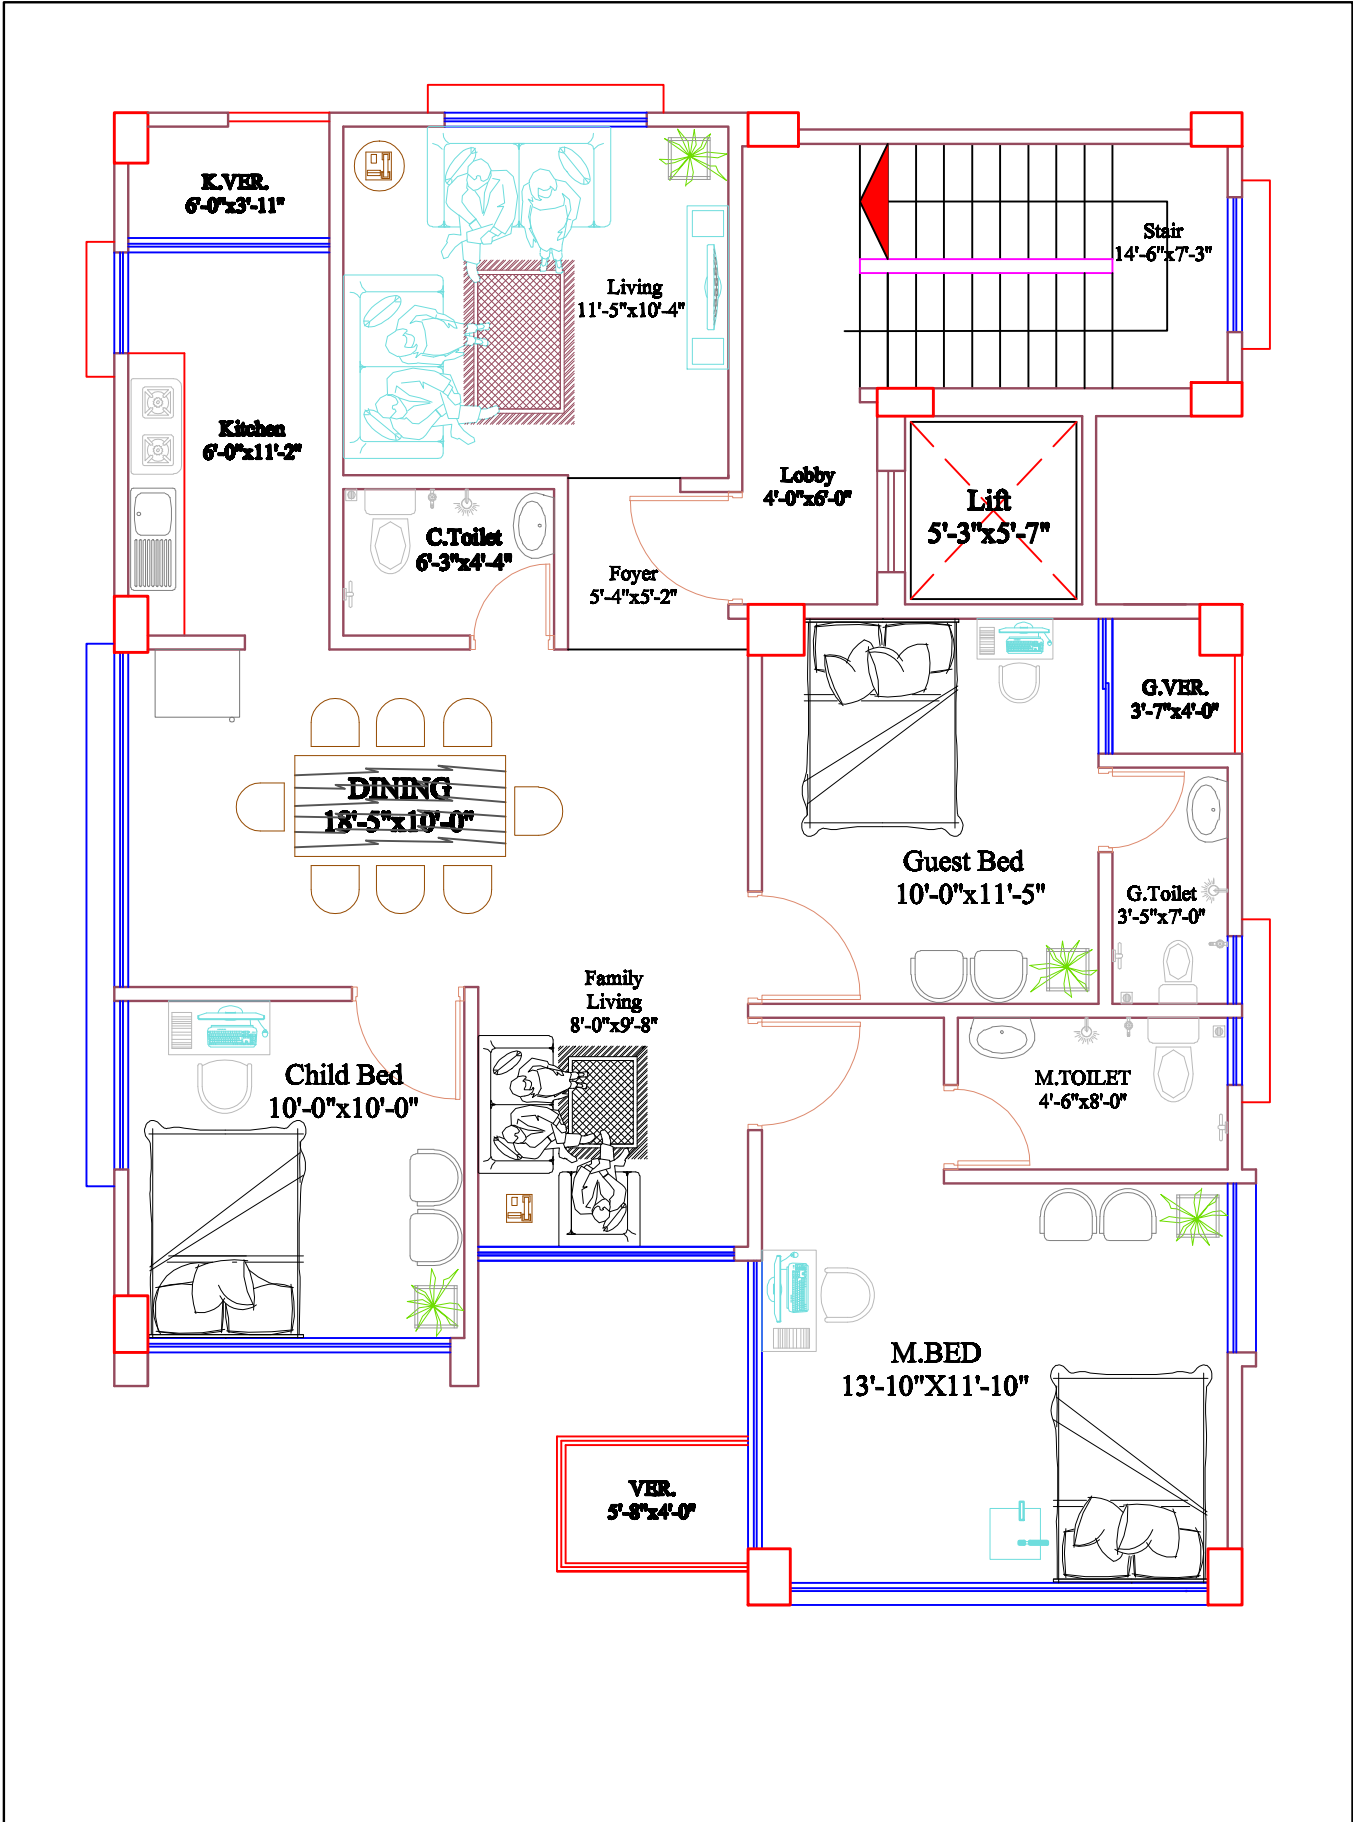 K.VER.
6'-0"x3'-11"
Stair
14'-6"x7'-3"
Living
11'-5"x10'-4"
Kitchen
6'-0"x11'-2"
Lobby
4'-0"x6'-0"
Lift
5'-3"x5'-7"
C.Toilet
6'-3"x4'-4"
Foyer
5'-4"x5'-2"
G.VER.
3'-7"x4'-0"
DINING
18'-5"x10'-0"
Guest Bed
10'-0"x11'-5"
G.Toilet
3'-5"x7'-0"
Family
Living
8'-0"x9'-8"
Child Bed
10'-0"x10'-0"
M.TOILET
4'-6"x8'-0"
M.BED
13'-10"X11'-10"
VER.
5'-8"x4'-0"